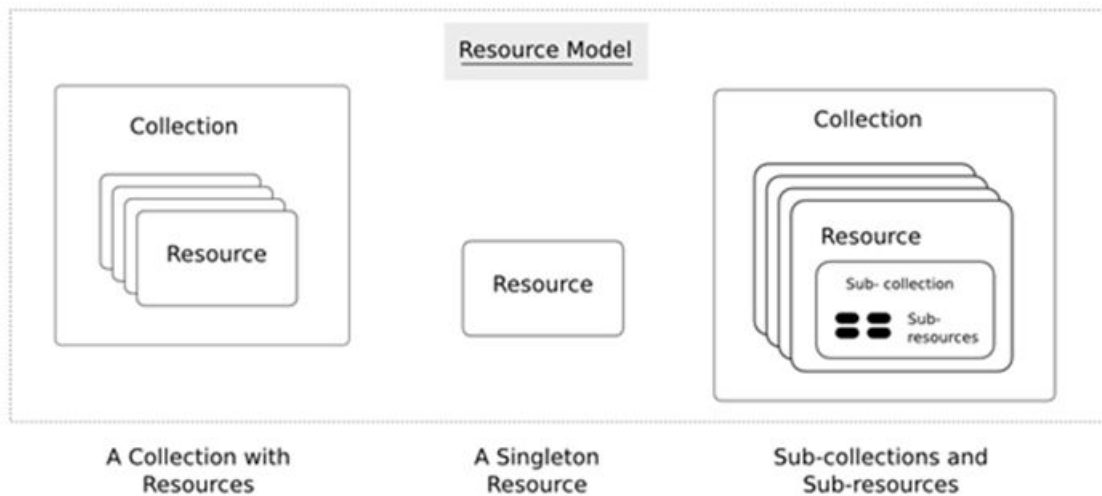 Resource Model
Collection
Resource
Resource
Collection
Resource
Sub- collection
Sub-
resources
A Collection with
Resources
A Singleton
Resource
Sub-collections and
Sub-resources